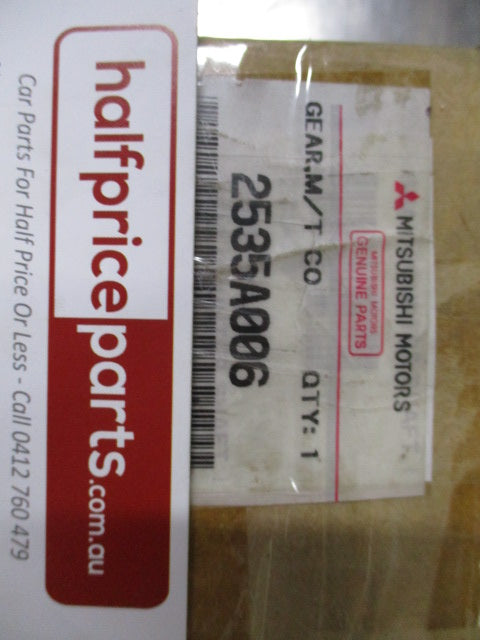 MITSUBISHI MOTORS
MITSUBISHI MOTORS
GENUINE PARTS
GEAR,M/T CO QTY: 1
2535A006
halfpriceparts.com.au
Car Parts For Half Price Or Less - Call 0412 760 479